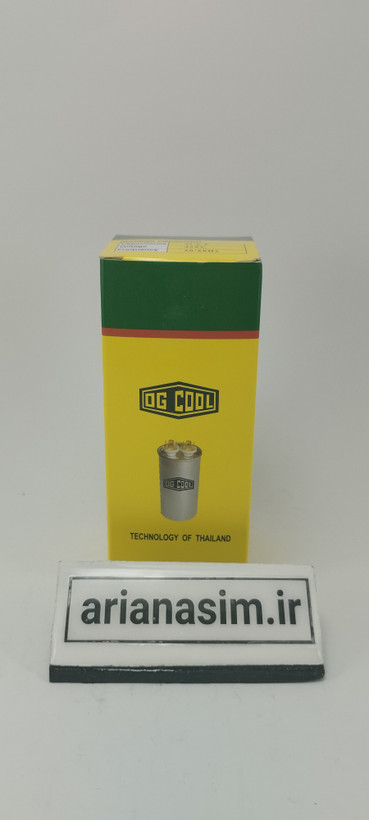 OG COOL
OG COOL
TECHNOLOGY OF THAILAND
arianasim.ir